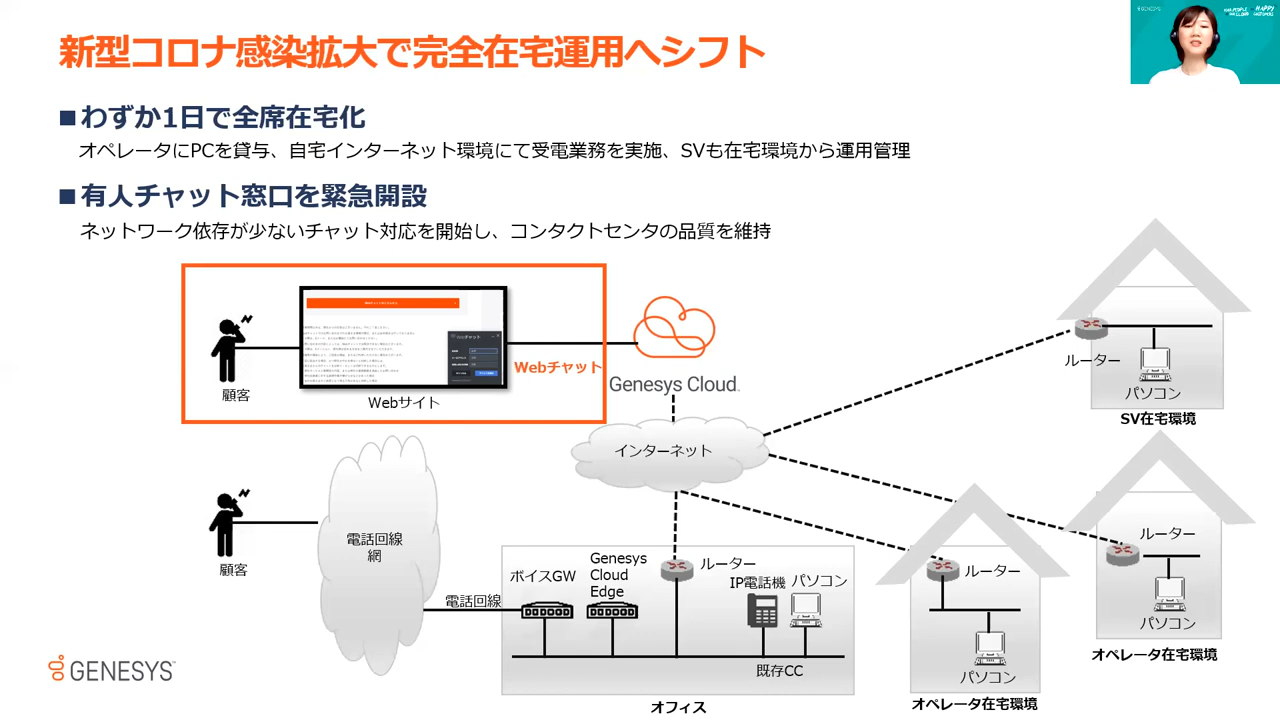 新型コロナ感染拡大で完全在宅運用へシフト
GENESYS
HAPPY
CUSTOMERS
■わずか1日で全席在宅化
オペレータにPCを貸与、自宅インターネット環境にて受電業務を実施、SVも在宅環境から運用管理
■有人チャット窓口を緊急開設
ネットワーク依存が少ないチャット対応を開始し、コンタクトセンタの品質を維持
顧客
Webサイト
Webチャット
Genesys Cloud.
インターネット
ルーター
パソコン
SV在宅環境
顧客
電話回線
網
電話回線
ボイスGW
Genesys
Cloud
Edge
ルーター
IP電話機
パソコン
既存CC
オフィス
ルーター
パソコン
オペレータ在宅環境
ルーター
パソコン
オペレータ在宅環境
GENESYS™